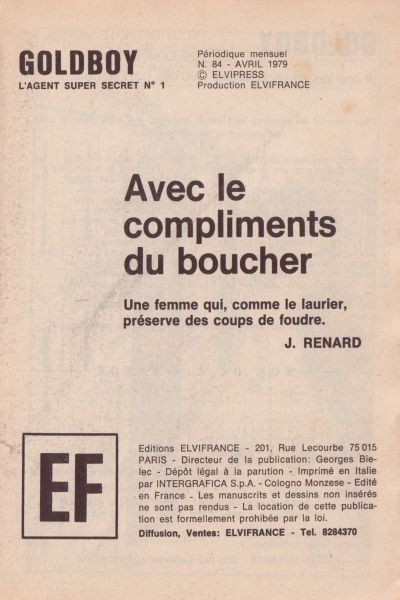 GOLDBOY
L'AGENT SUPER SECRET N° 1
Périodique mensuel
N. 84 - AVRIL 1979
© ELVIPRESS
Production ELVIFRANCE
Avec le
compliments
du boucher
Une femme qui, comme le laurier,
préserve des coups de foudre.
J. RENARD
EF
Editions ELVIFRANCE - 201, Rue Lecourbe 75 015
PARIS - Directeur de la publication: Georges Bie-
lec - Dépôt légal à la parution - Imprimé en Italie
par INTERGRAFICA S.p.A. - Cologno Monzese - Edité
en France - Les manuscrits et dessins non insérés
ne sont pas rendus - La location de cette publica-
tion est formellement prohibée par la loi.
Diffusion, Ventes: ELVIFRANCE - Tel. 8284370